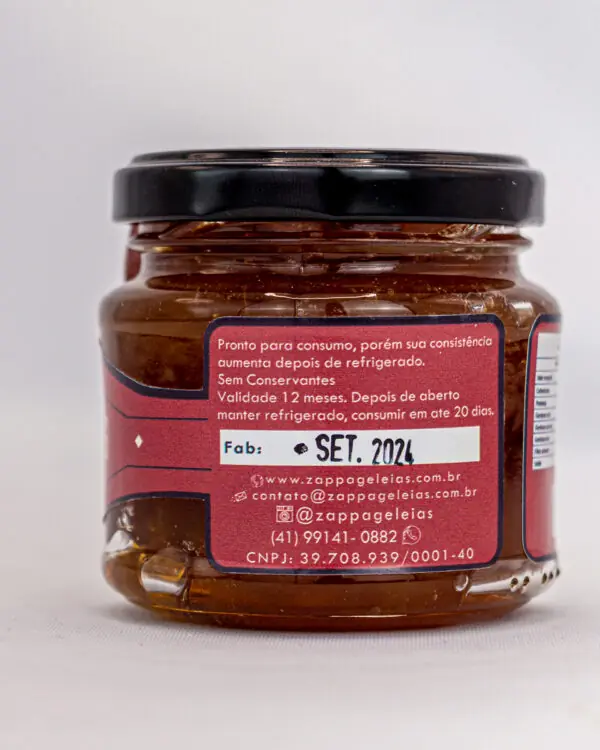 Pronto para consumo, porém sua consistência
aumenta depois de refrigerado.
Sem Conservantes
Validade 12 meses. Depois de aberto
manter refrigerado, consumir em ate 20 dias.
Fab: SET. 2024
www.zappageleias.com.br
contato@zappageleias.com.br
@zappageleias
(41) 99141- 0882
CNPJ: 39.708.939/0001-40